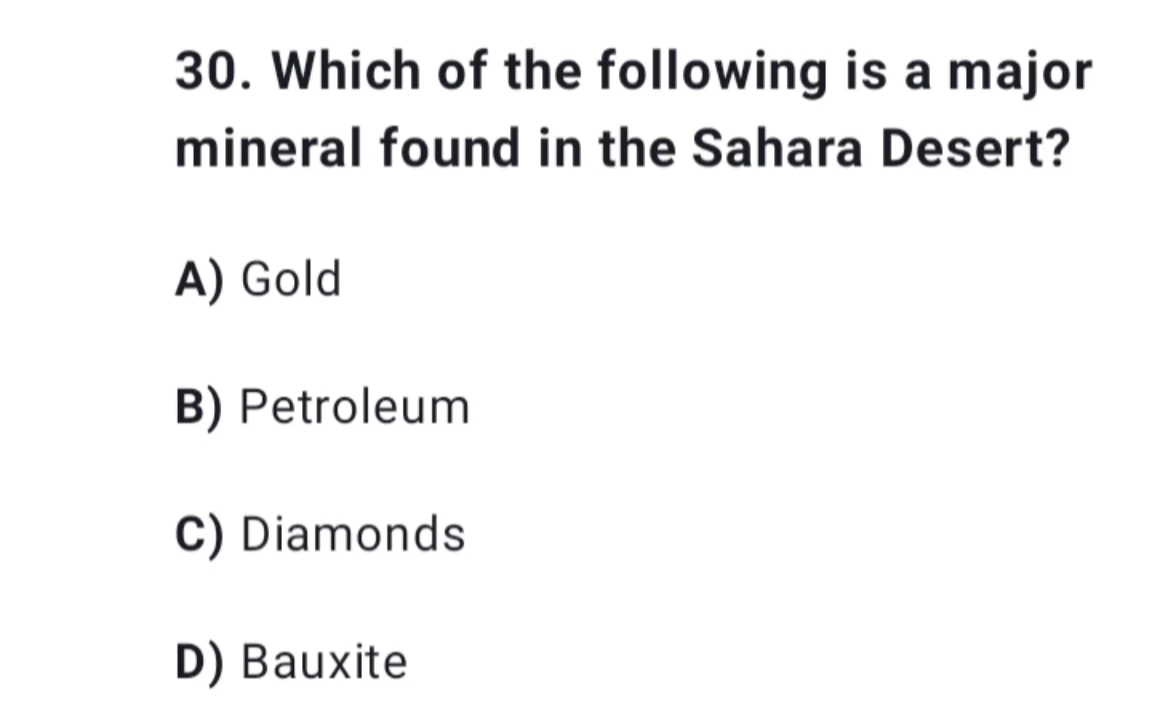 30. Which of the following is a major
mineral found in the Sahara Desert?
A) Gold
B) Petroleum
C) Diamonds
D) Bauxite